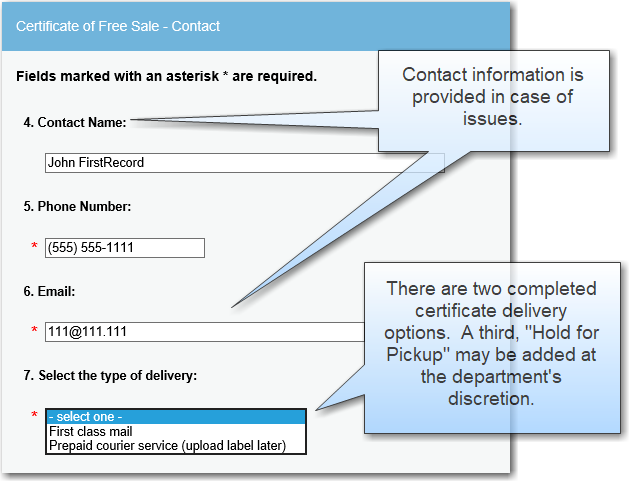 Certificate of Free Sale - Contact
Fields marked with an asterisk * are required.
Contact information is
provided in case of
issues.
4. Contact Name:
John FirstRecord
5. Phone Number:
* (555) 555-1111
6. Email:
* 111@111.111
There are two completed
certificate delivery
options.  A third, "Hold for
Pickup" may be added at
the department's
discretion.
7. Select the type of delivery:
* - select one -
First class mail
Prepaid courier service (upload label later)